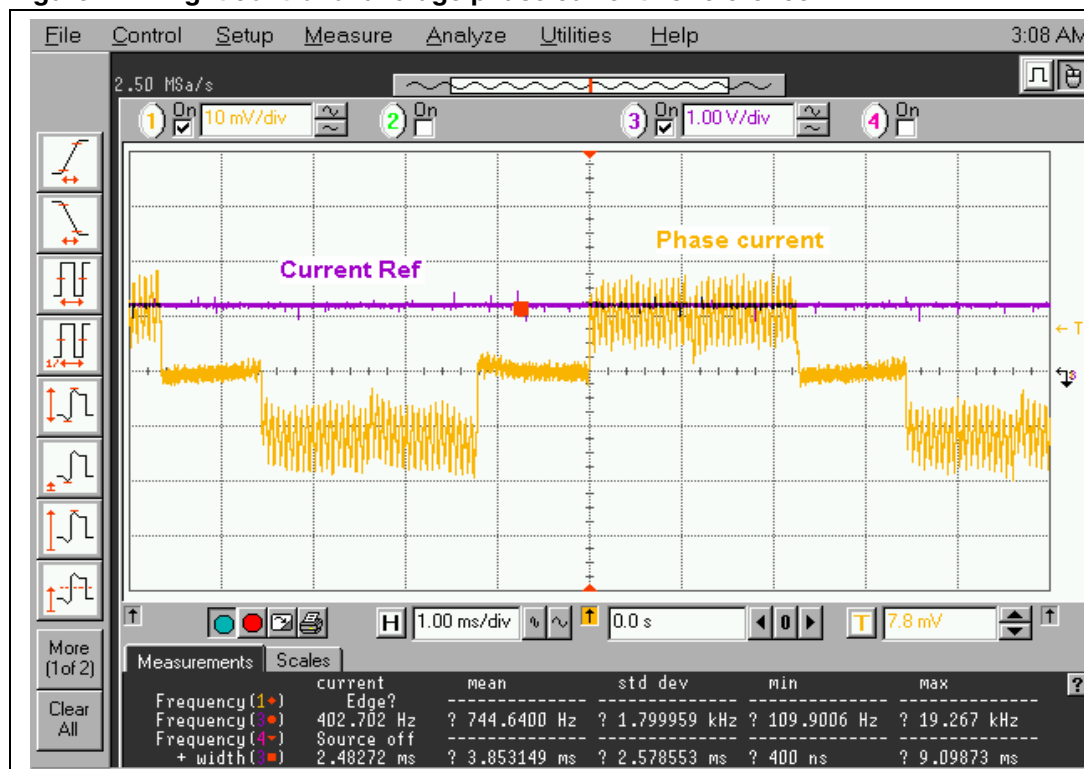 File Control Setup Measure Analyze Utilities Help 3:08 AM
2.50 MSa/s
1 On 10 mV/div 2 On 3 On 1.00 V/div 4 On
Phase current
Current Ref
T
3
1/
H 1.00 ms/div 0.0 s 0 T 7.8 mV
More
(1of 2)
Clear
All
Measurements Scales ?
current mean std dev min max
Frequency(1) Edge? -------------- -------------- -------------- --------------
Frequency(3) 402.702 Hz ? 744.6400 Hz ? 1.799959 kHz ? 109.9006 Hz ? 19.267 kHz
Frequency(4) Source off -------------- -------------- -------------- --------------
+ width(3) 2.48272 ms ? 3.853149 ms ? 2.578553 ms ? 400 ns ? 9.09873 ms